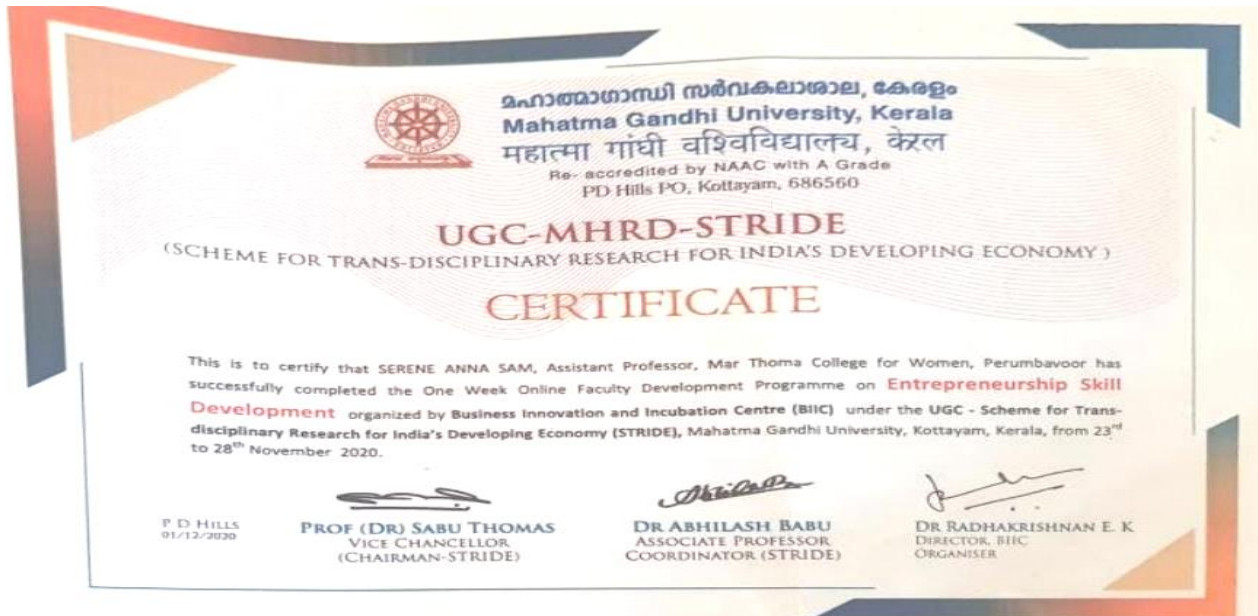 മഹാത്മാഗാന്ധി സർവകലാശാല, കേരളം
Mahatma Gandhi University, Kerala
महात्मा गांधी वश्विविद्यालय, केरल
Re- accredited by NAAC with A Grade
PD Hills PO, Kottayam, 686560
UGC-MHRD-STRIDE
(SCHEME FOR TRANS-DISCIPLINARY RESEARCH FOR INDIA'S DEVELOPING ECONOMY )
CERTIFICATE
This is to certify that SERENE ANNA SAM, Assistant Professor, Mar Thoma College for Women, Perumbavoor has
successfully completed the One Week Online Faculty Development Programme on Entrepreneurship Skill
Development organized by Business Innovation and Incubation Centre (BIIC) under the UGC - Scheme for Trans-
disciplinary Research for India's Developing Economy (STRIDE), Mahatma Gandhi University, Kottayam, Kerala, from 23rd
to 28th November 2020.
P D HILLS
01/12/2020
PROF (DR) SABU THOMAS
VICE CHANCELLOR
(CHAIRMAN-STRIDE)
DR ABHILASH BABU
ASSOCIATE PROFESSOR
COORDINATOR (STRIDE)
DR RADHAKRISHNAN E. K
DIRECTOR, BIIC
ORGANISER